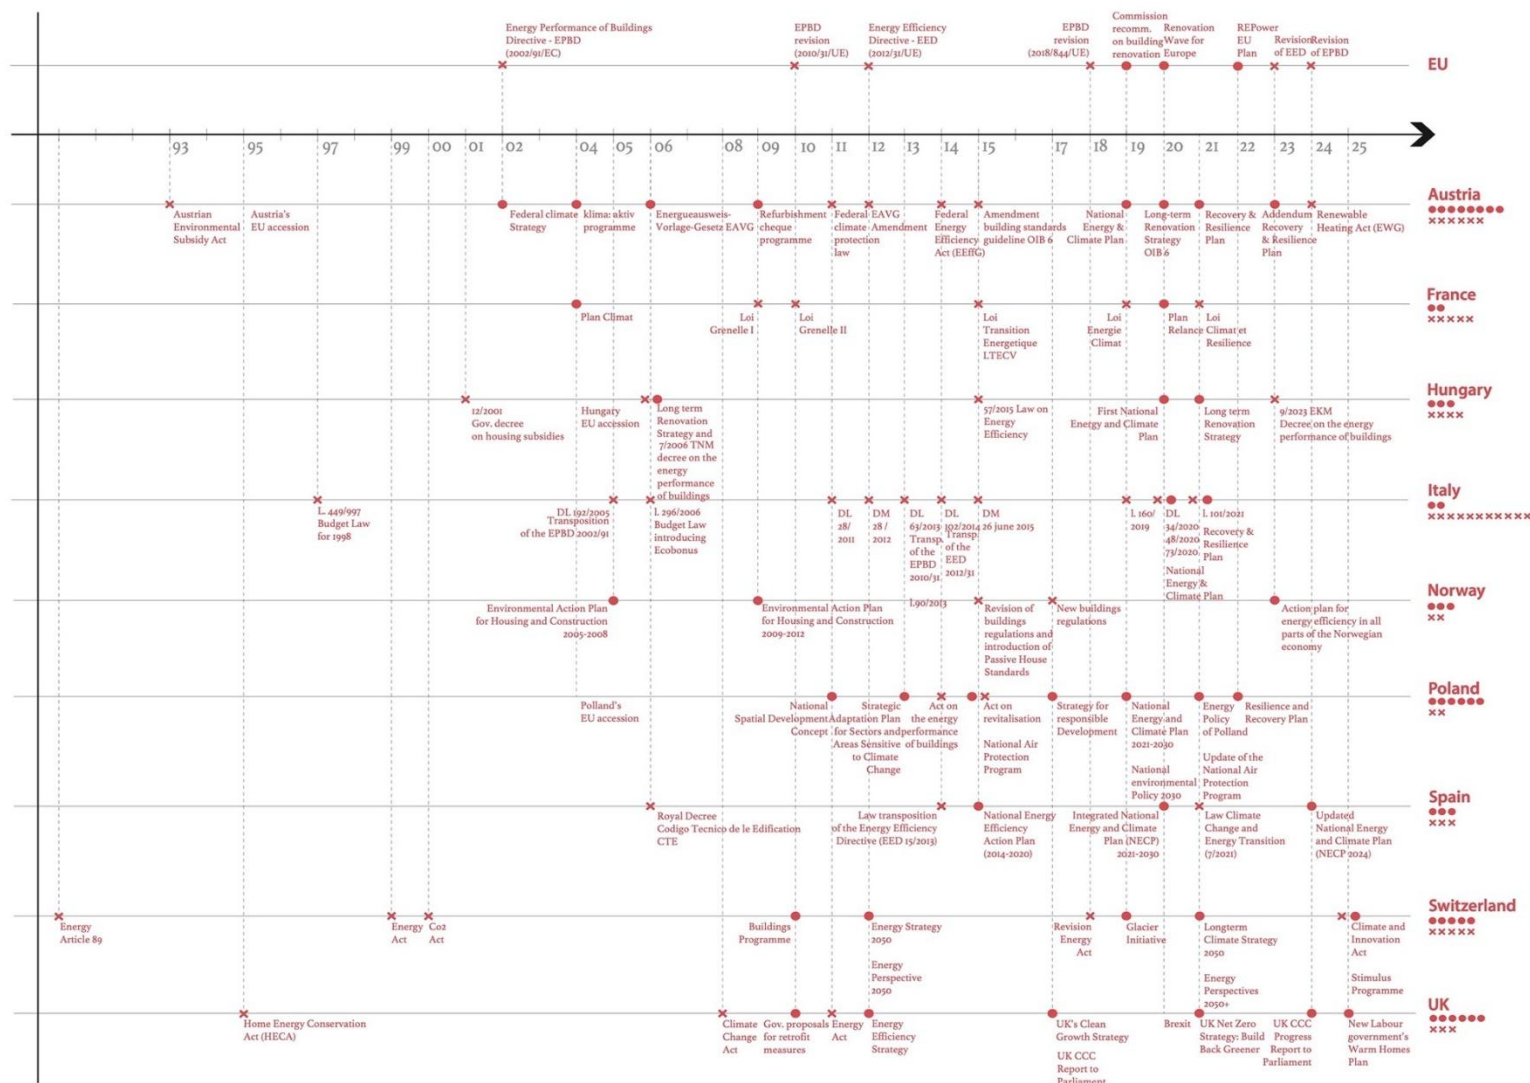 Energy Performance of Buildings
Directive - EPBD
(2002/91/EC)
EPBD
revision
(2010/31/UE)
Energy Efficiency
Directive - EED
(2012/31/UE)
EPBD
revision
(2018/844/UE)
Commission
recomm.
on building
renovation
Renovation
Wave for
Europe
REPower
EU
Plan
Revision
of EED
Revision
of EPBD
EU
93
95
97
99
00
01
02
04
05
06
08
09
10
11
12
13
14
15
17
18
19
20
21
22
23
24
25
Austria
Austrian
Environmental
Subsidy Act
Austria's
EU accession
Federal climate
Strategy
klima: aktiv
programme
Energueausweis-
Vorlage-Gesetz EAVG
Refurbishment
cheque
programme
Federal
climate
protection
law
EAVG
Amendment
Federal
Energy
Efficiency
Act (EEffG)
Amendment
building standards
guideline OIB 6
National
Energy &
Climate Plan
Long-term
Renovation
Strategy
OIB 6
Recovery &
Resilience
Plan
Addendum
Recovery
& Resilience
Plan
Renewable
Heating Act (EWG)
France
Plan Climat
Loi
Grenelle I
Loi
Grenelle II
Loi
Transition
Energetique
LTECV
Loi
Energie
Climat
Plan
Relance
Loi
Climat et
Resilience
Hungary
12/2001
Gov. decree
on housing subsidies
Hungary
EU accession
Long term
Renovation
Strategy and
7/2006 TNM
decree on the
energy
performance
of buildings
57/2015 Law on
Energy
Efficiency
First National
Energy and Climate
Plan
Long term
Renovation
Strategy
9/2023 EKM
Decree on the energy
performance of buildings
Italy
L. 449/997
Budget Law
for 1998
DL 192/2005
Transposition
of the EPBD 2002/91
l. 296/2006
Budget Law
introducing
Ecobonus
DL
28/
2011
DM
28 /
2012
DL
63/2013
Transp.
of the
EPBD
2010/31
l.90/2013
DL
102/2014
Transp.
of the
EED
2012/31
DM
26 june 2015
l. 160/
2019
DL
34/2020
48/2020
73/2020
National
Energy &
Climate Plan
l. 101/2021
Recovery &
Resilience
Plan
Norway
Environmental Action Plan
for Housing and Construction
2005-2008
Environmental Action Plan
for Housing and Construction
2009-2012
Revision of
buildings
regulations and
introduction of
Passive House
Standards
New buildings
regulations
Action plan for
energy efficiency in all
parts of the Norwegian
economy
Poland
Polland's
EU accession
National
Spatial Development
Concept
Strategic
Adaptation Plan
for Sectors and
Areas Sensitive
to Climate
Change
Act on
the energy
performance
of buildings
Act on
revitalisation
National Air
Protection
Program
Strategy for
responsible
Development
National
Energy and
Climate Plan
2021-2030
National
environmental
Policy 2030
Energy
Policy
of Polland
Update of the
National Air
Protection
Program
Resilience and
Recovery Plan
Spain
Royal Decree
Codigo Tecnico de le Edification
CTE
Law transposition
of the Energy Efficiency
Directive (EED 15/2013)
National Energy
Efficiency
Action Plan
(2014-2020)
Integrated National
Energy and Climate
Plan (NECP)
2021-2030
Law Climate
Change and
Energy Transition
(7/2021)
Updated
National Energy
and Climate Plan
(NECP 2024)
Switzerland
Energy
Article 89
Energy
Act
Co2
Act
Buildings
Programme
Energy Strategy
2050
Energy
Perspective
2050
Revision
Energy
Act
Glacier
Initiative
Longterm
Climate Strategy
2050
Energy
Perspectives
2050+
Climate and
Innovation
Act
Stimulus
Programme
UK
Home Energy Conservation
Act (HECA)
Climate
Change
Act
Gov. proposals
for retrofit
measures
Energy
Act
Energy
Efficiency
Strategy
UK's Clean
Growth Strategy
UK CCC
Report to
Parliament
Brexit
UK Net Zero
Strategy: Build
Back Greener
UK CCC
Progress
Report to
Parliament
New Labour
government's
Warm Homes
Plan